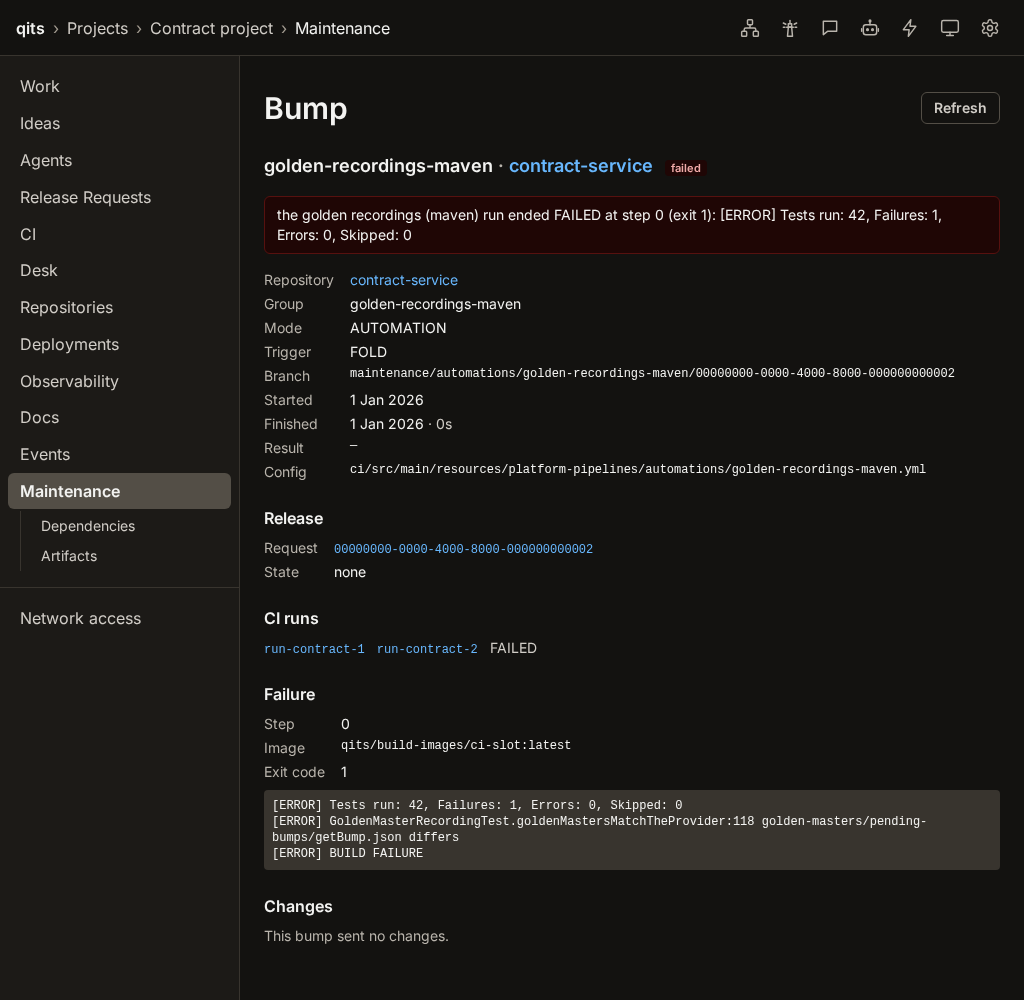 qits › Projects › Contract project › Maintenance
Work
Ideas
Agents
Release Requests
CI
Desk
Repositories
Deployments
Observability
Docs
Events
Maintenance
Dependencies
Artifacts
Network access
Bump
Refresh
golden-recordings-maven · contract-service failed
the golden recordings (maven) run ended FAILED at step 0 (exit 1): [ERROR] Tests run: 42, Failures: 1,
Errors: 0, Skipped: 0
Repository contract-service
Group golden-recordings-maven
Mode AUTOMATION
Trigger FOLD
Branch maintenance/automations/golden-recordings-maven/00000000-0000-4000-8000-000000000002
Started 1 Jan 2026
Finished 1 Jan 2026 · 0s
Result —
Config ci/src/main/resources/platform-pipelines/automations/golden-recordings-maven.yml
Release
Request 00000000-0000-4000-8000-000000000002
State none
CI runs
run-contract-1 run-contract-2 FAILED
Failure
Step 0
Image qits/build-images/ci-slot:latest
Exit code 1
[ERROR] Tests run: 42, Failures: 1, Errors: 0, Skipped: 0
[ERROR] GoldenMasterRecordingTest.goldenMastersMatchTheProvider:118 golden-masters/pending-
bumps/getBump.json differs
[ERROR] BUILD FAILURE
Changes
This bump sent no changes.